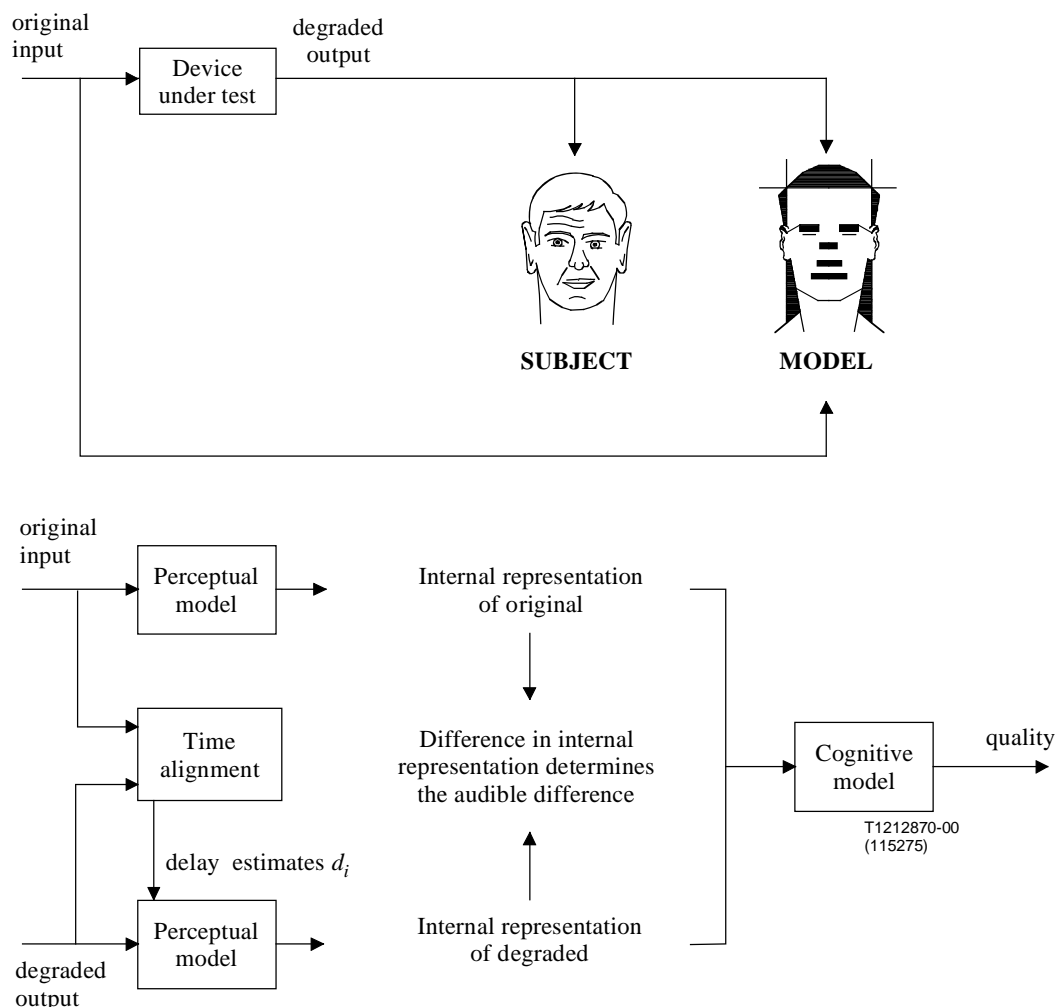 original
input
Device
under test
degraded
output
SUBJECT
MODEL
original
input
Perceptual
model
Internal representation
of original
Time
alignment
Difference in internal
representation determines
the audible difference
Cognitive
model
quality
T1212870-00
(115275)
delay estimates dᵢ
Perceptual
model
Internal representation
of degraded
degraded
output